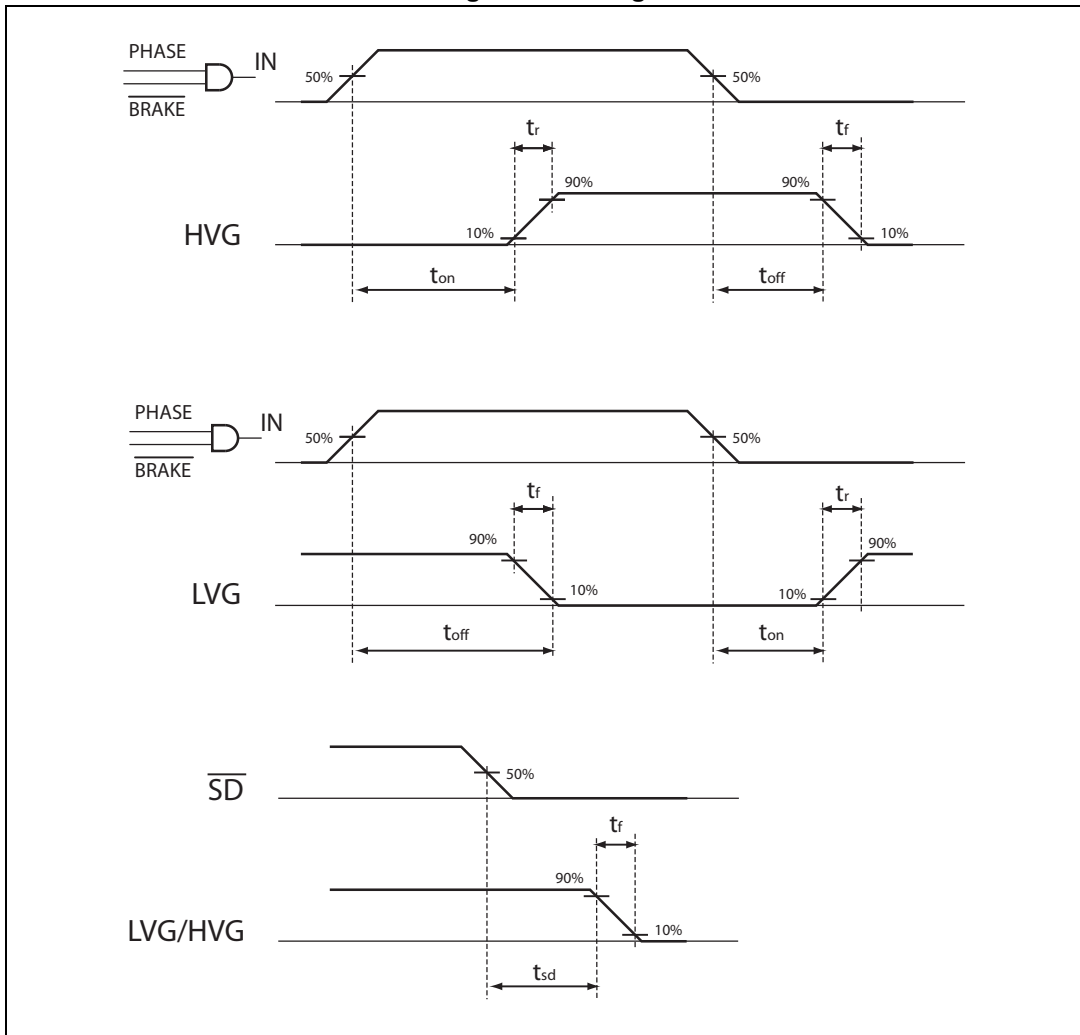 PHASE
IN
BRAKE
50%
50%
tr
tf
90%
90%
HVG
10%
10%
ton
toff
PHASE
IN
BRAKE
50%
50%
tf
tr
90%
90%
LVG
10%
10%
toff
ton
SD
50%
tf
90%
LVG/HVG
10%
tsd